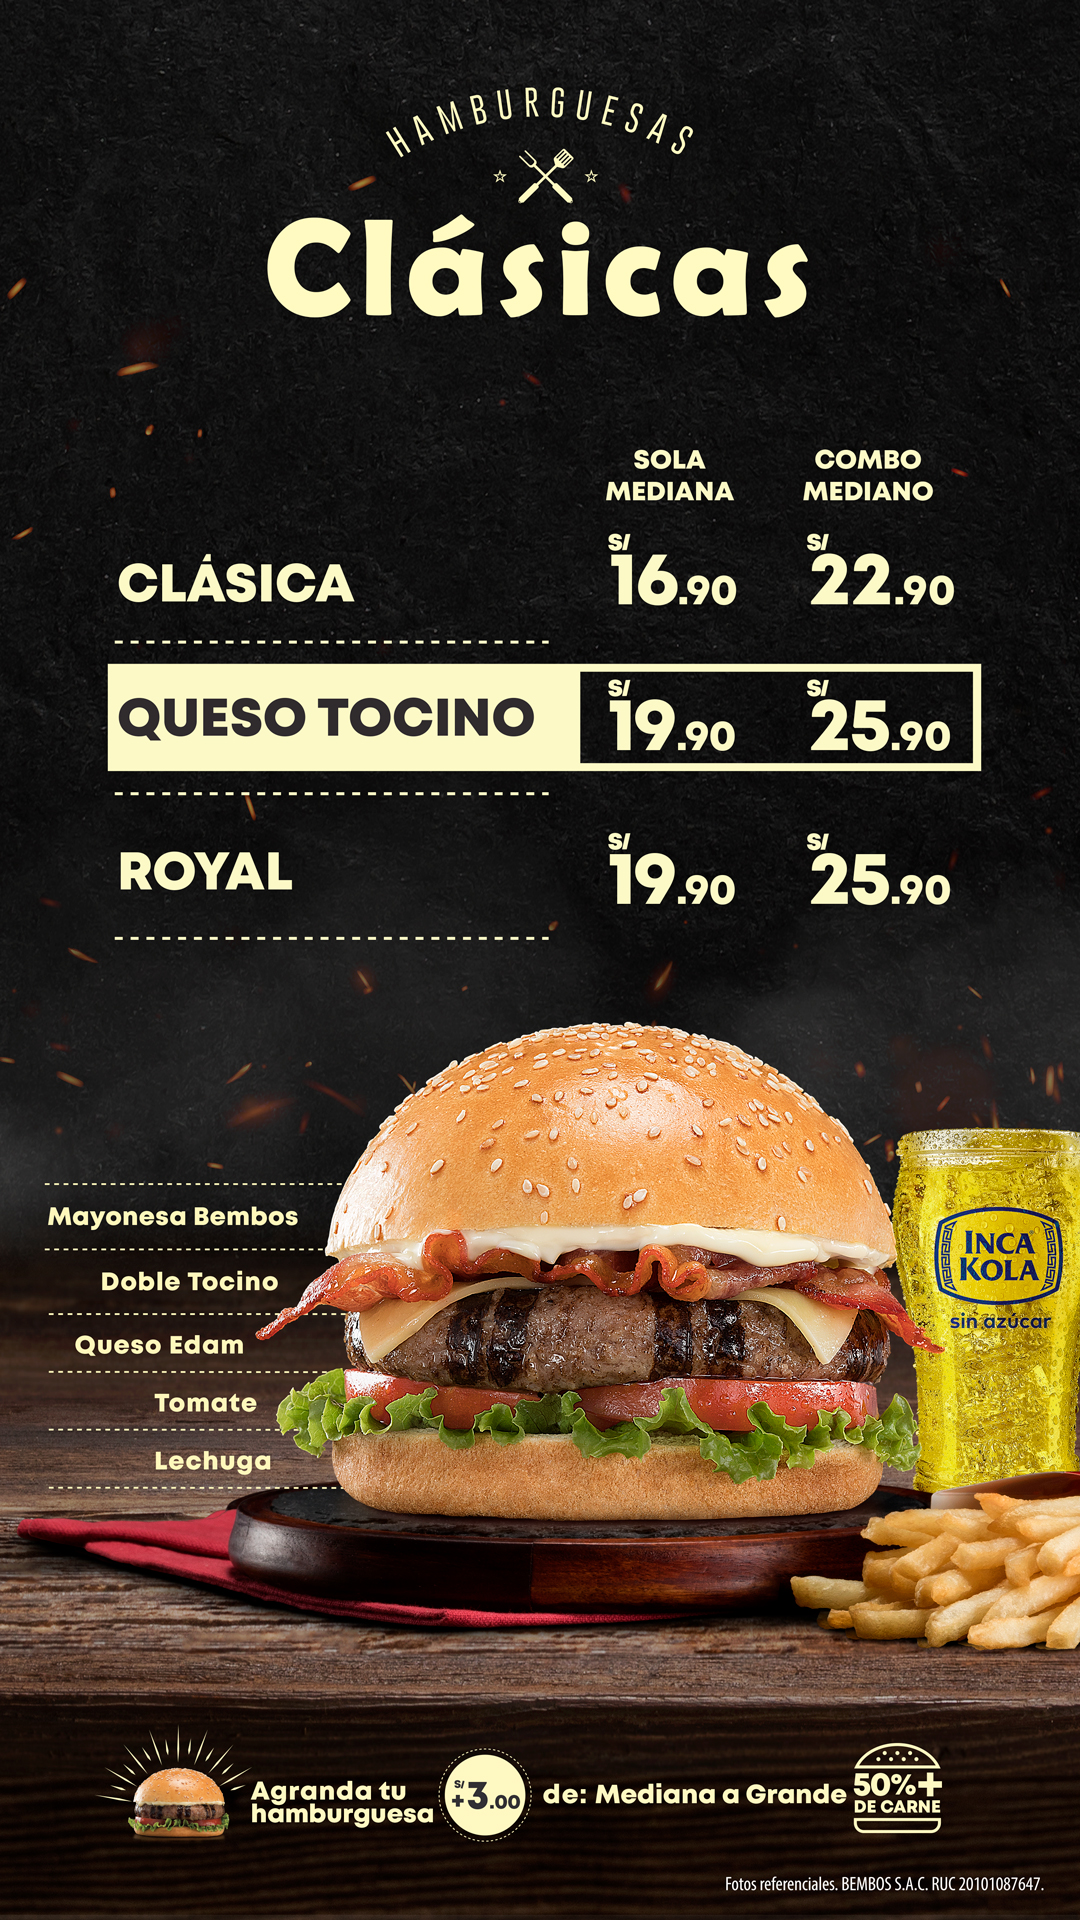 HAMBURGUESAS
Clásicas
SOLA MEDIANA
COMBO MEDIANO
CLÁSICA S/ 16.90 S/ 22.90
QUESO TOCINO S/ 19.90 S/ 25.90
ROYAL S/ 19.90 S/ 25.90
Mayonesa Bembos
Doble Tocino
Queso Edam
Tomate
Lechuga
INCA
KOLA
sin azúcar
Agranda tu
hamburguesa
S/ +3.00
de: Mediana a Grande
50%+
DE CARNE
Fotos referenciales. BEMBOS S.A.C. RUC 20101087647.